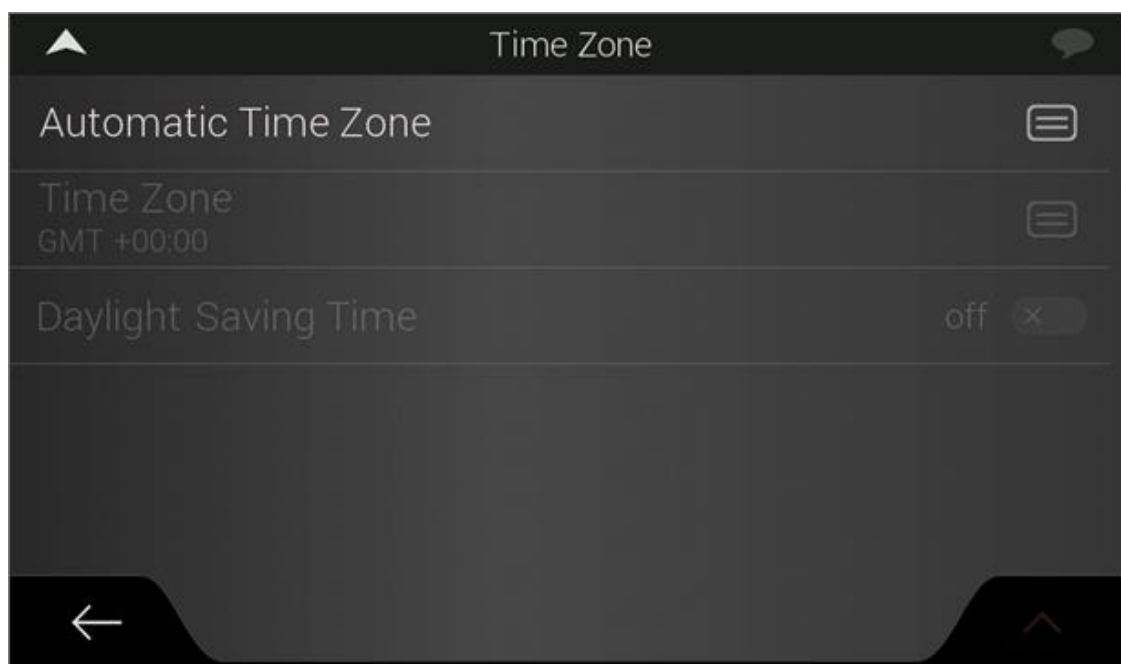 Time Zone
Automatic Time Zone
Time Zone
GMT +00:00
Daylight Saving Time off